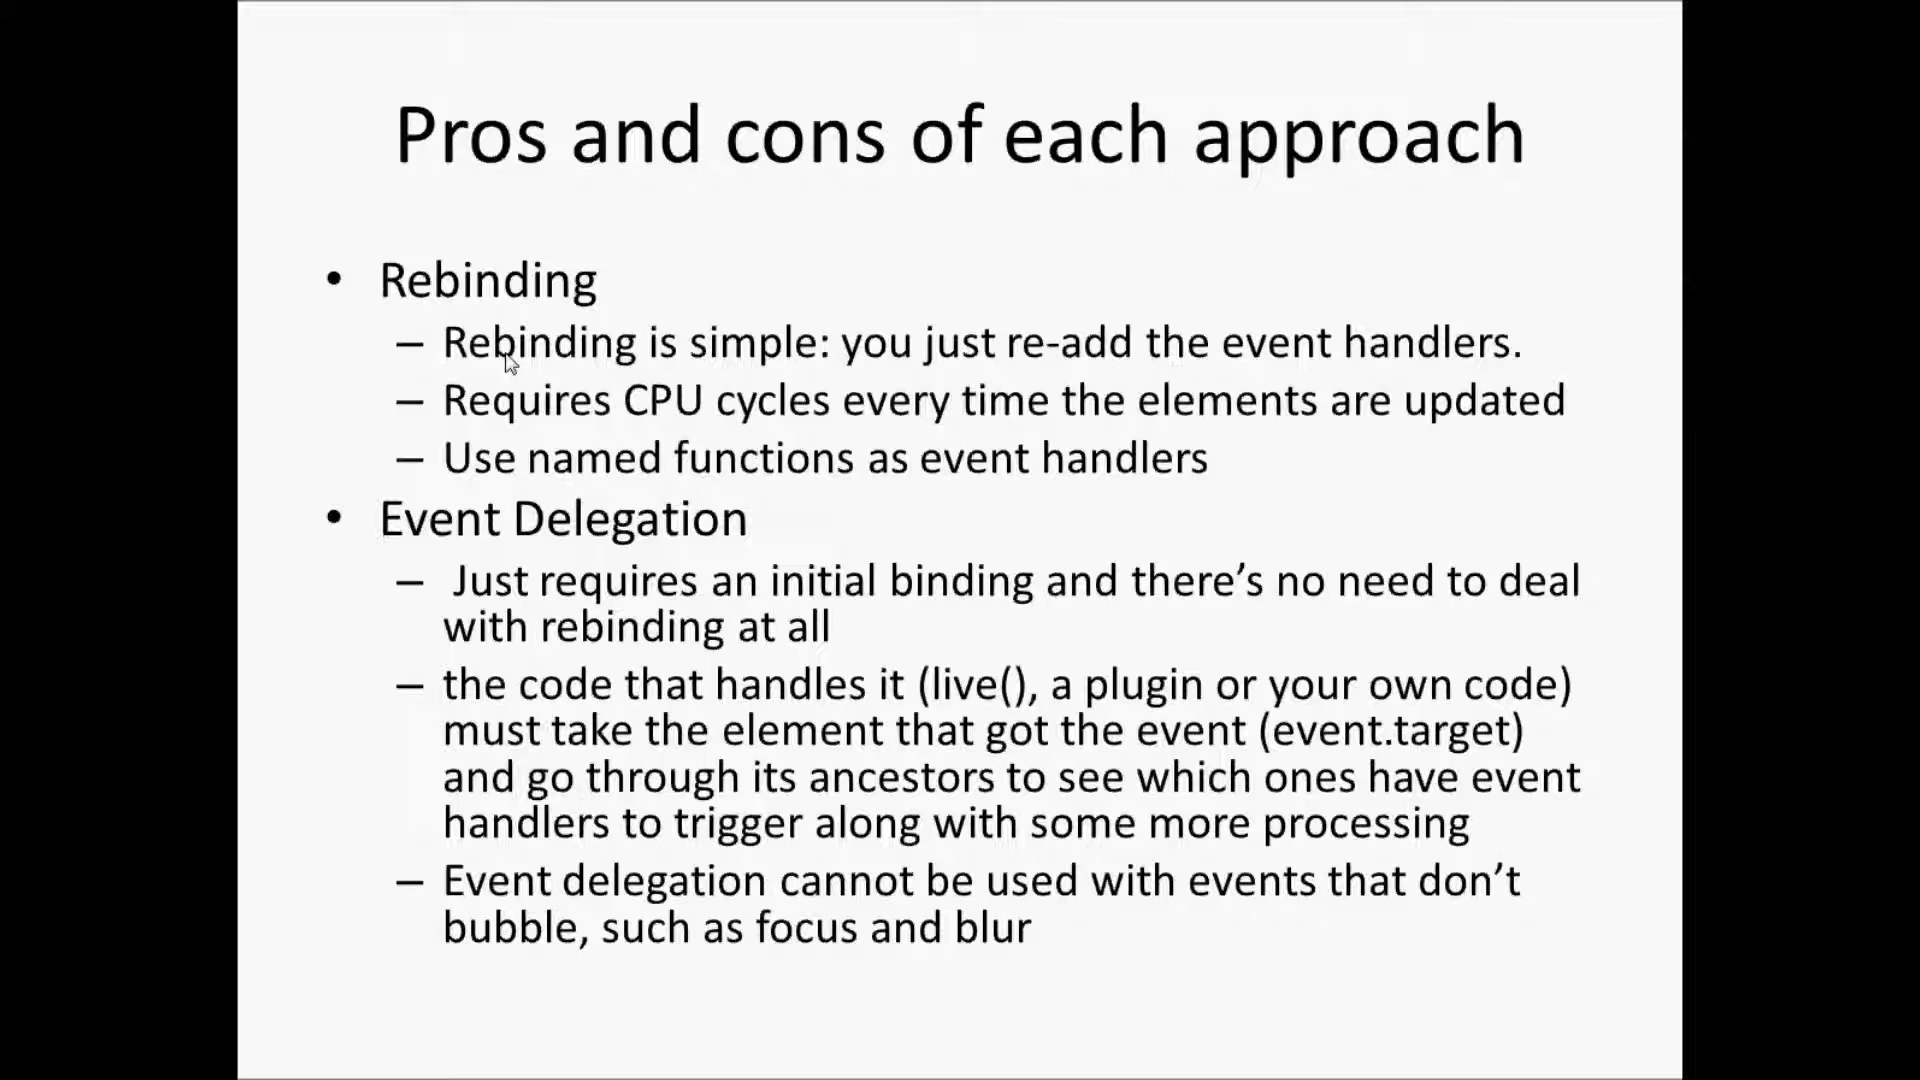 Pros and cons of each approach
• Rebinding
– Rebinding is simple: you just re-add the event handlers.
– Requires CPU cycles every time the elements are updated
– Use named functions as event handlers
• Event Delegation
– Just requires an initial binding and there’s no need to deal
with rebinding at all
– the code that handles it (live(), a plugin or your own code)
must take the element that got the event (event.target)
and go through its ancestors to see which ones have event
handlers to trigger along with some more processing
– Event delegation cannot be used with events that don’t
bubble, such as focus and blur